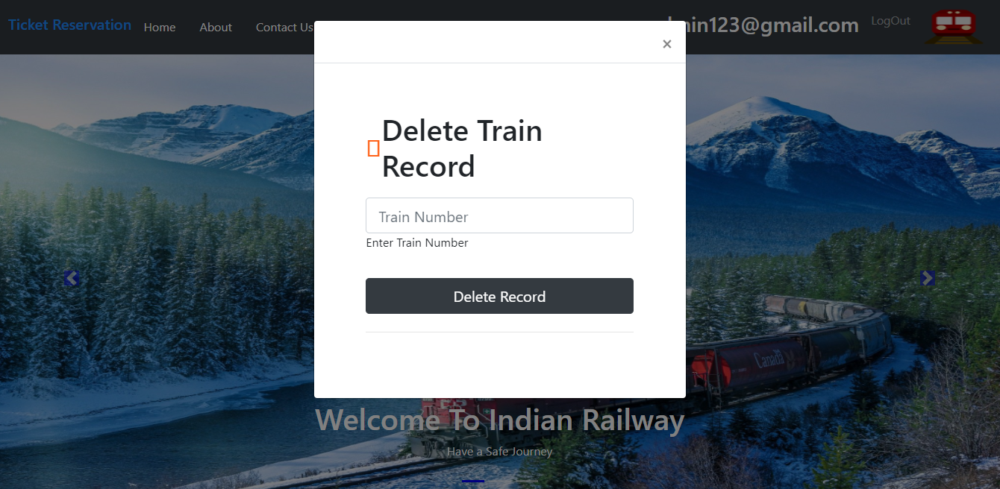 Ticket Reservation
Home
About
Contact Us
min123@gmail.com
LogOut
×
Delete Train
Record
Train Number
Enter Train Number
Delete Record
Canada
Welcome To Indian Railway
Have a Safe Journey